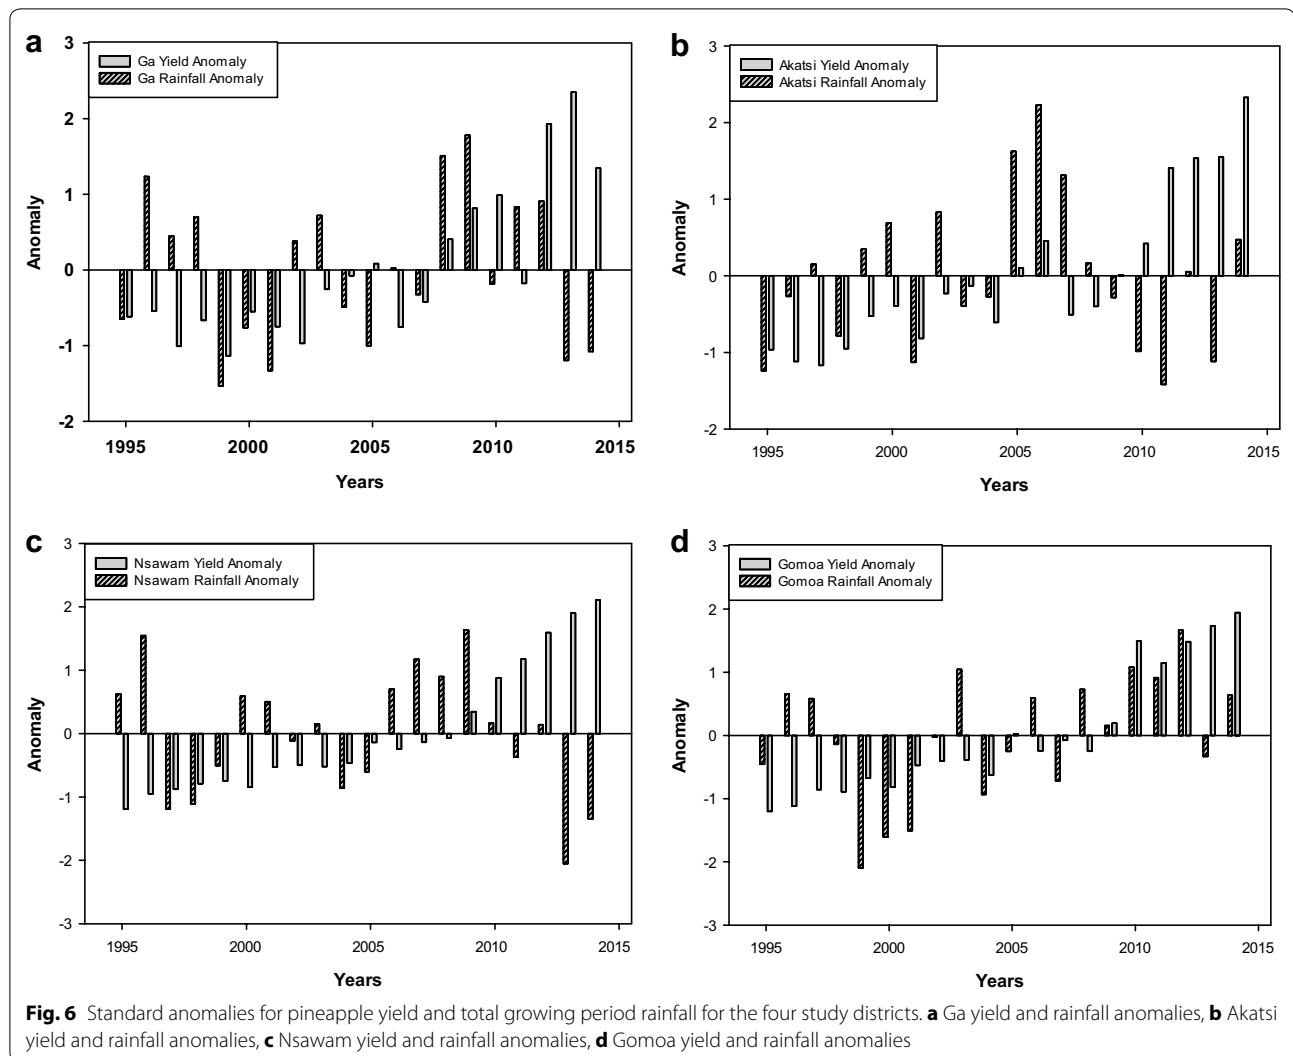 a
3
2
1
0
-1
-2
Anomaly
Ga Yield Anomaly
Ga Rainfall Anomaly
1995 2000 2005 2010 2015
Years
b
3
2
1
0
-1
-2
Anomaly
Akatsi Yield Anomaly
Akatsi Rainfall Anomaly
1995 2000 2005 2010 2015
Years
c
3
2
1
0
-1
-2
-3
Anomaly
Nsawam Yield Anomaly
Nsawam Rainfall Anomaly
1995 2000 2005 2010 2015
Years
d
3
2
1
0
-1
-2
-3
Anomaly
Gomoa Yield Anomaly
Gomoa Rainfall Anomaly
1995 2000 2005 2010 2015
Years
Fig. 6 Standard anomalies for pineapple yield and total growing period rainfall for the four study districts. a Ga yield and rainfall anomalies, b Akatsi
yield and rainfall anomalies, c Nsawam yield and rainfall anomalies, d Gomoa yield and rainfall anomalies